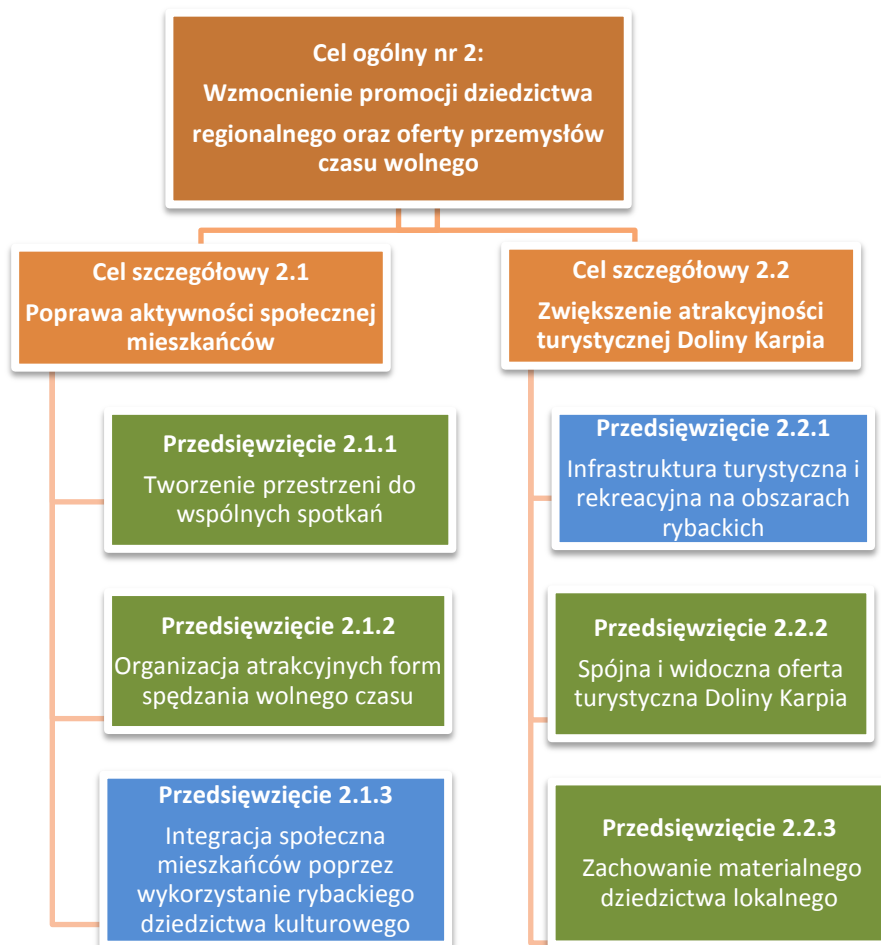 Cel ogólny nr 2:
Wzmocnienie promocji dziedzictwa
regionalnego oraz oferty przemysłów
czasu wolnego
Cel szczegółowy 2.1
Poprawa aktywności społecznej
mieszkańców
Przedsięwzięcie 2.1.1
Tworzenie przestrzeni do
wspólnych spotkań
Przedsięwzięcie 2.1.2
Organizacja atrakcyjnych form
spędzania wolnego czasu
Przedsięwzięcie 2.1.3
Integracja społeczna
mieszkańców poprzez
wykorzystanie rybackiego
dziedzictwa kulturowego
Cel szczegółowy 2.2
Zwiększenie atrakcyjności
turystycznej Doliny Karpia
Przedsięwzięcie 2.2.1
Infrastruktura turystyczna i
rekreacyjna na obszarach
rybackich
Przedsięwzięcie 2.2.2
Spójna i widoczna oferta
turystyczna Doliny Karpia
Przedsięwzięcie 2.2.3
Zachowanie materialnego
dziedzictwa lokalnego